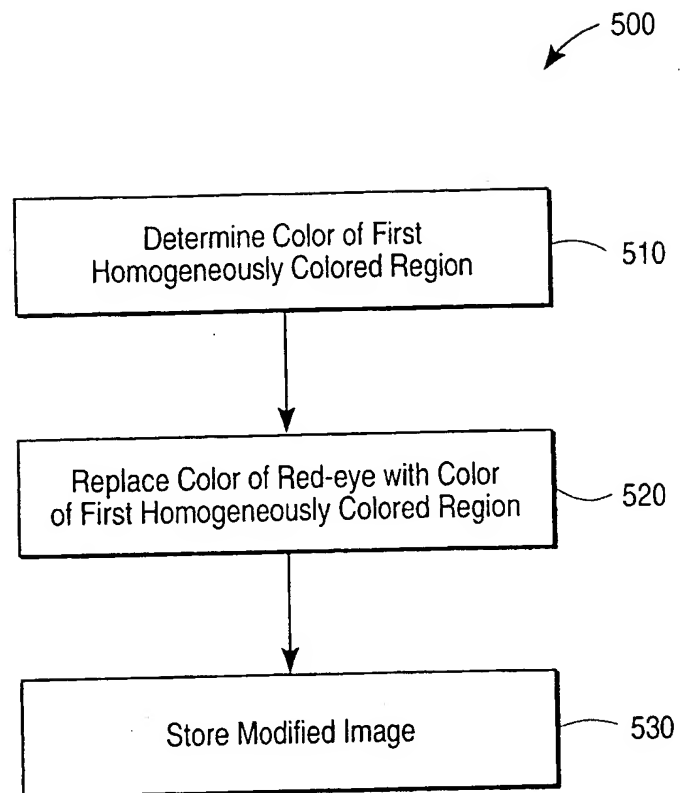 500
Determine Color of First
Homogeneously Colored Region
510
Replace Color of Red-eye with Color
of First Homogeneously Colored Region
520
Store Modified Image
530